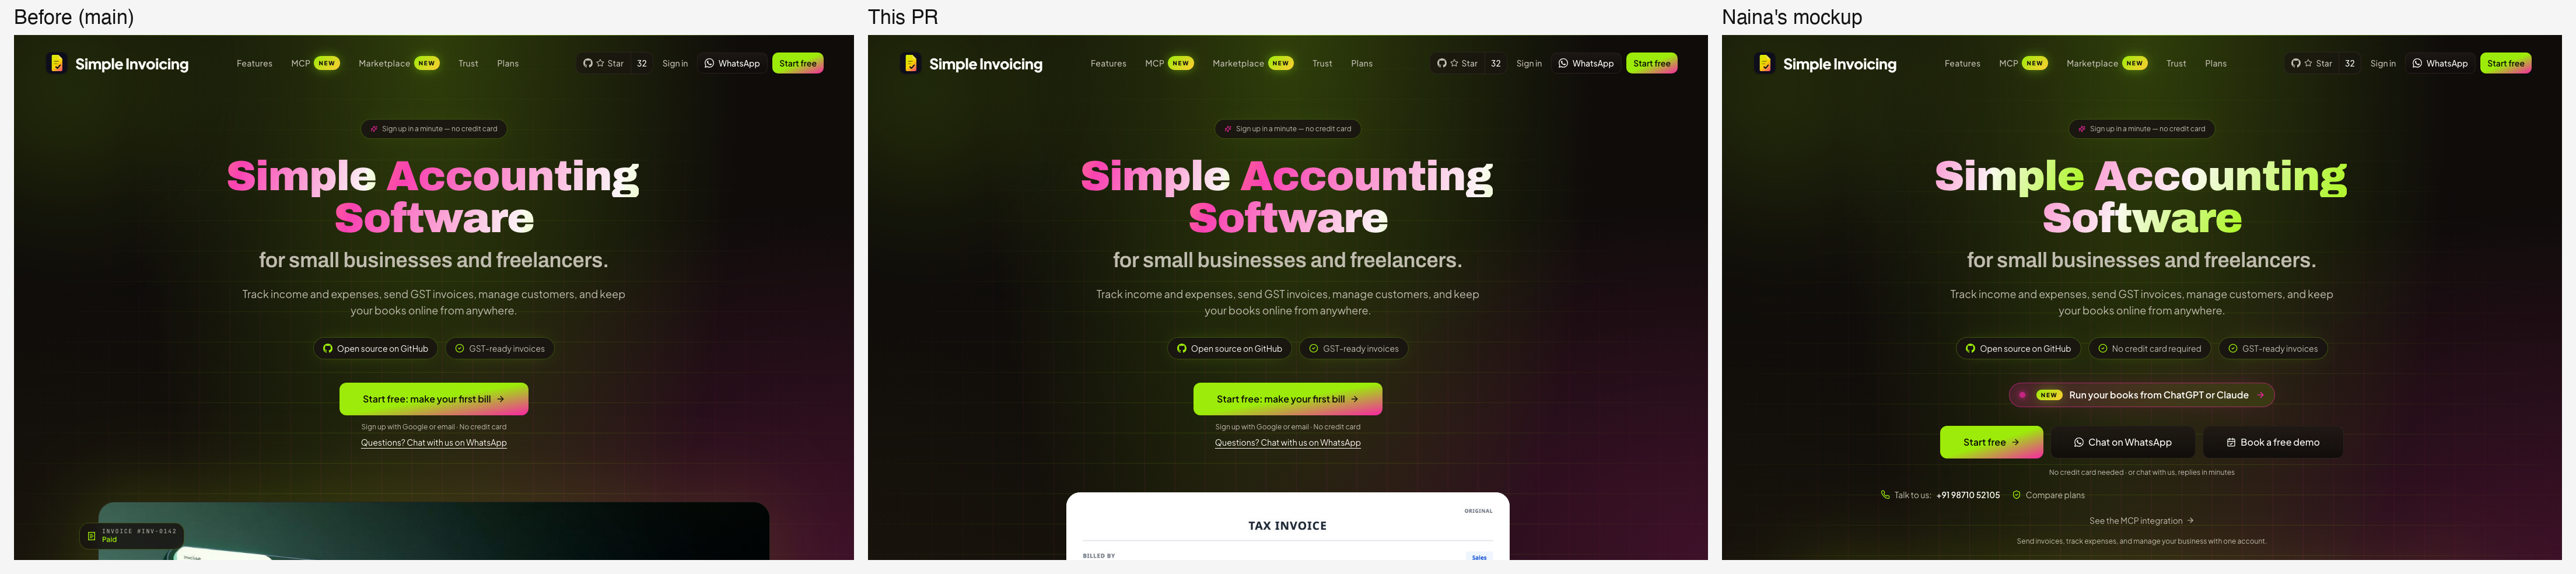 Before (main)
Simple Invoicing Features MCP NEW Marketplace NEW Trust Plans Star 32 Sign in WhatsApp Start free
Sign up in a minute — no credit card
Simple Accounting
Software
for small businesses and freelancers.
Track income and expenses, send GST invoices, manage customers, and keep
your books online from anywhere.
Open source on GitHub GST-ready invoices
Start free: make your first bill →
Sign up with Google or email · No credit card
Questions? Chat with us on WhatsApp
INVOICE #INV-0142
Paid
This PR
Simple Invoicing Features MCP NEW Marketplace NEW Trust Plans Star 32 Sign in WhatsApp Start free
Sign up in a minute — no credit card
Simple Accounting
Software
for small businesses and freelancers.
Track income and expenses, send GST invoices, manage customers, and keep
your books online from anywhere.
Open source on GitHub GST-ready invoices
Start free: make your first bill →
Sign up with Google or email · No credit card
Questions? Chat with us on WhatsApp
ORIGINAL
TAX INVOICE
BILLED BY Sales
Naina's mockup
Simple Invoicing Features MCP NEW Marketplace NEW Trust Plans Star 32 Sign in WhatsApp Start free
Sign up in a minute — no credit card
Simple Accounting
Software
for small businesses and freelancers.
Track income and expenses, send GST invoices, manage customers, and keep
your books online from anywhere.
Open source on GitHub No credit card required GST-ready invoices
NEW Run your books from ChatGPT or Claude →
Start free → Chat on WhatsApp Book a free demo
No credit card needed · or chat with us, replies in minutes
Talk to us: +91 98710 52105 Compare plans
See the MCP integration →
Send invoices, track expenses, and manage your business with one account.